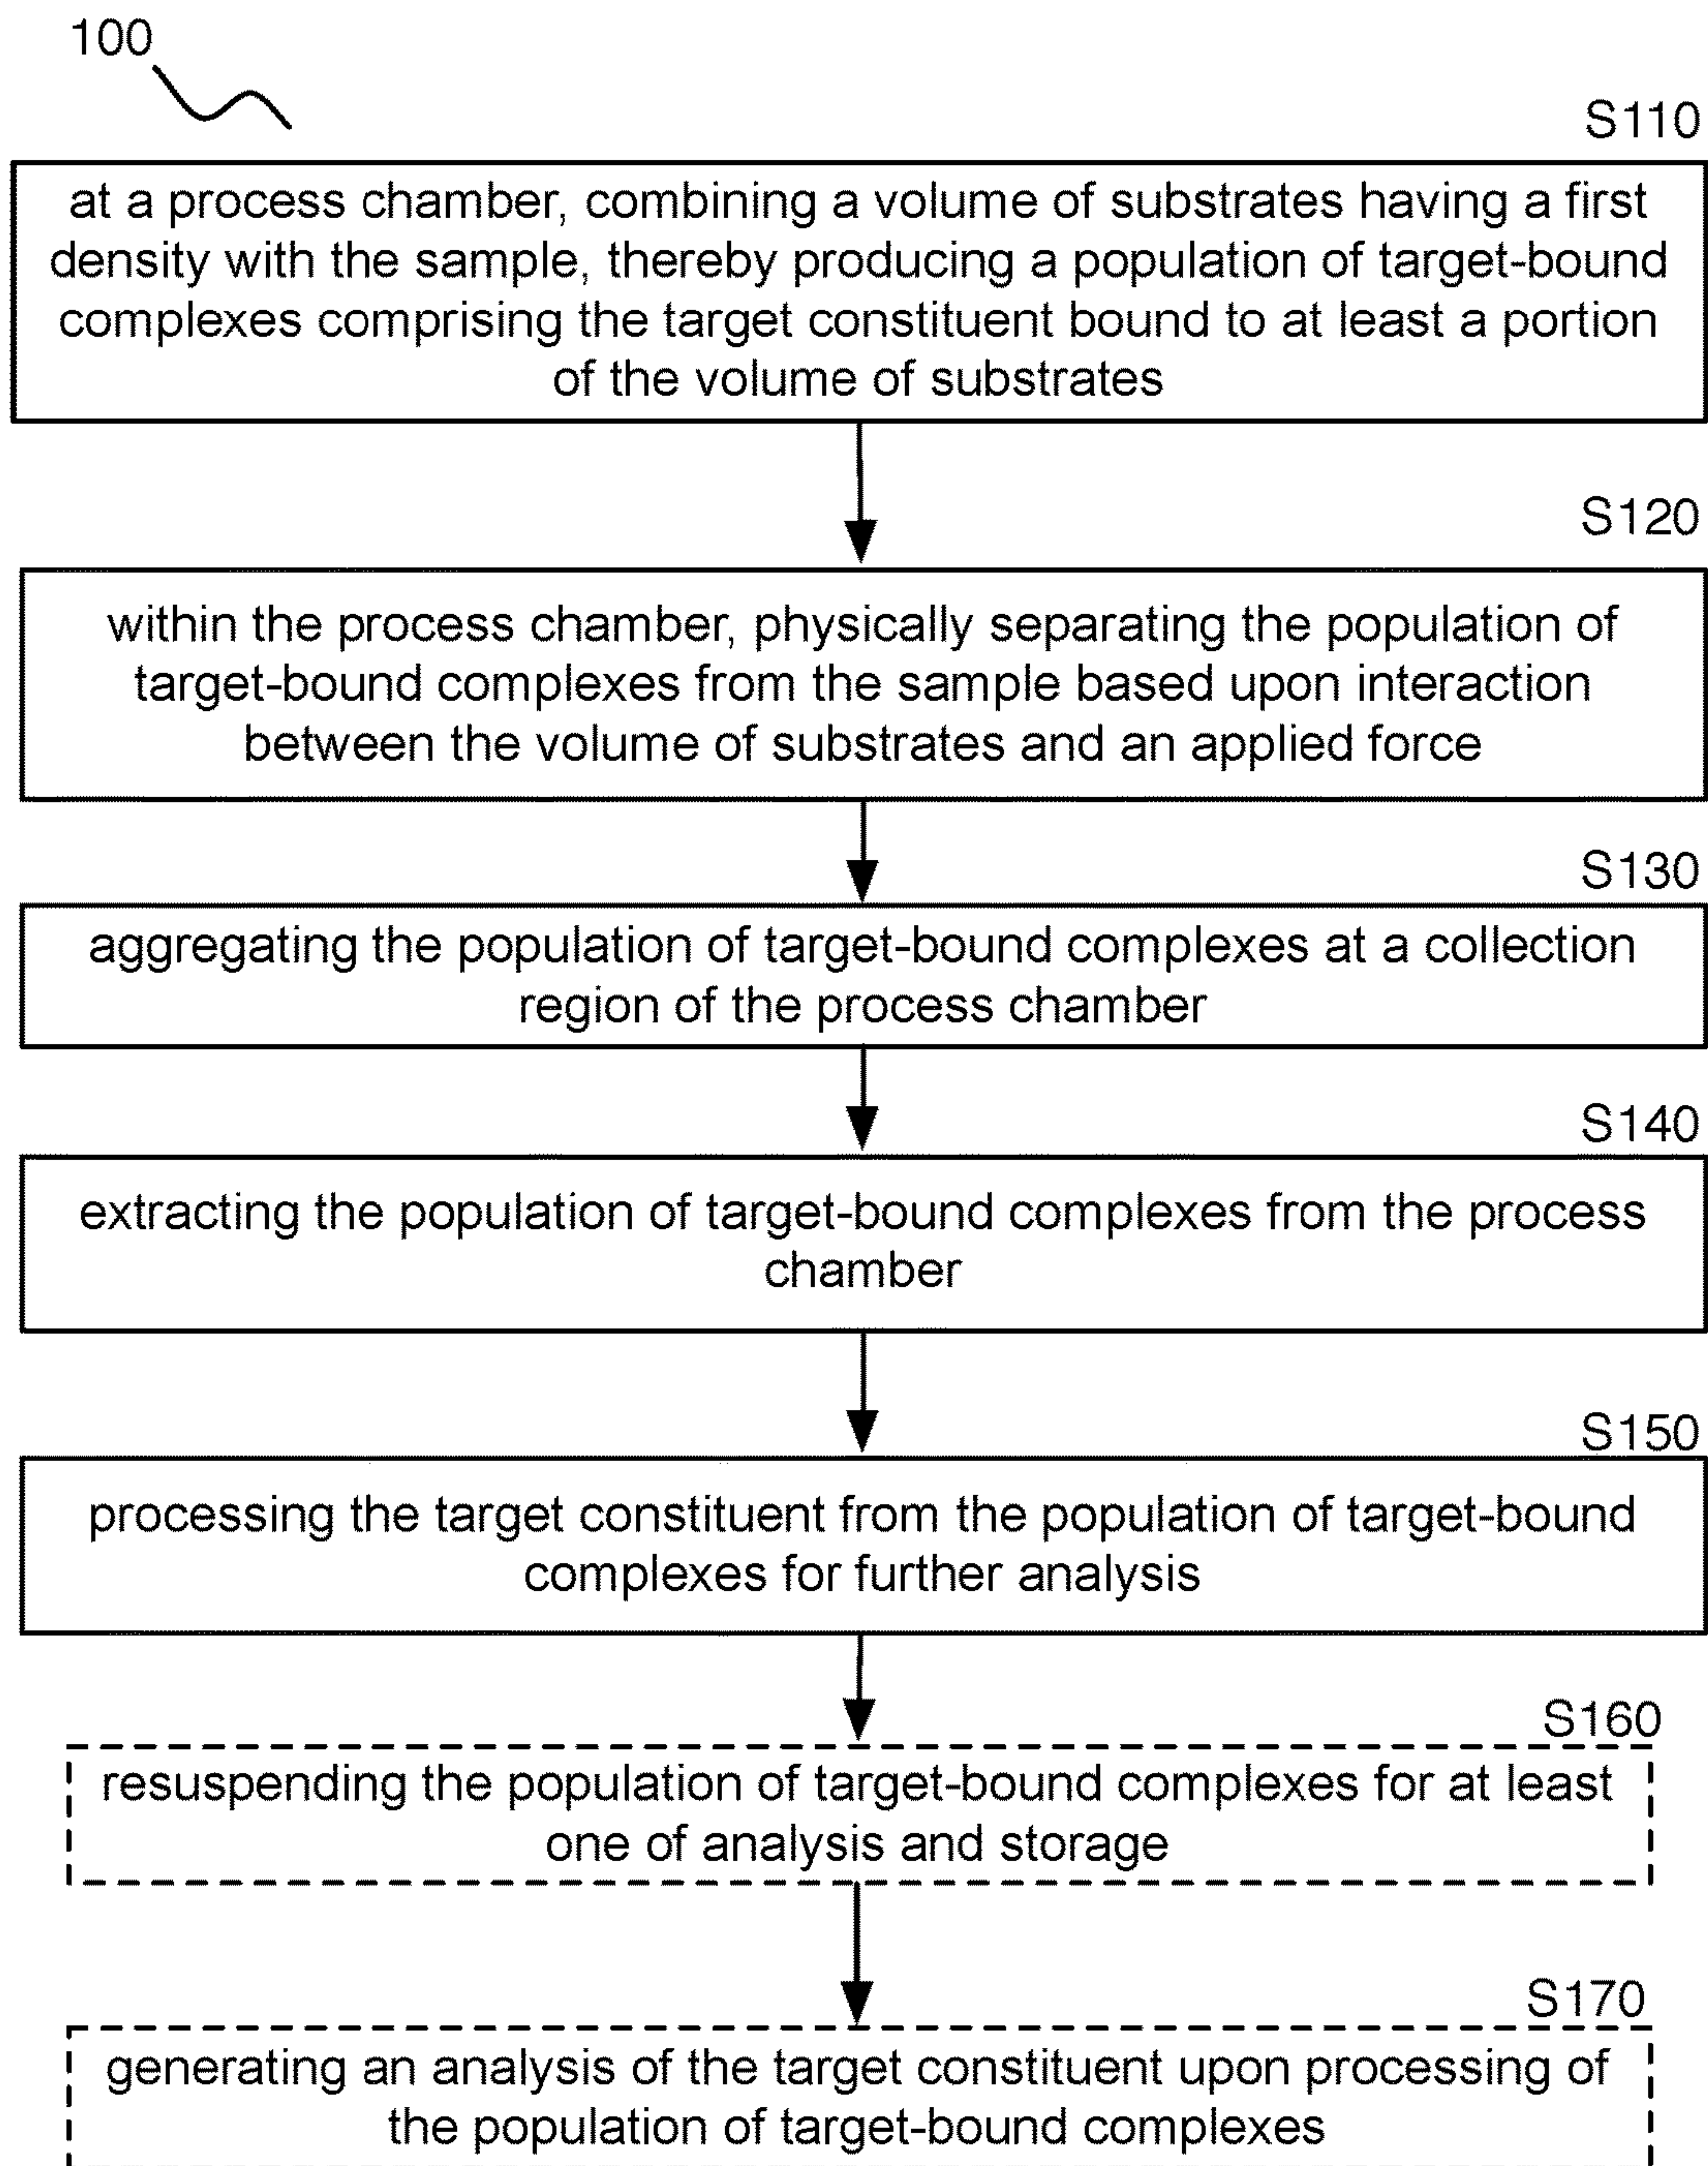 100
S110
at a process chamber, combining a volume of substrates having a first
density with the sample, thereby producing a population of target-bound
complexes comprising the target constituent bound to at least a portion
of the volume of substrates
S120
within the process chamber, physically separating the population of
target-bound complexes from the sample based upon interaction
between the volume of substrates and an applied force
S130
aggregating the population of target-bound complexes at a collection
region of the process chamber
S140
extracting the population of target-bound complexes from the process
chamber
S150
processing the target constituent from the population of target-bound
complexes for further analysis
S160
resuspending the population of target-bound complexes for at least
one of analysis and storage
S170
generating an analysis of the target constituent upon processing of
the population of target-bound complexes